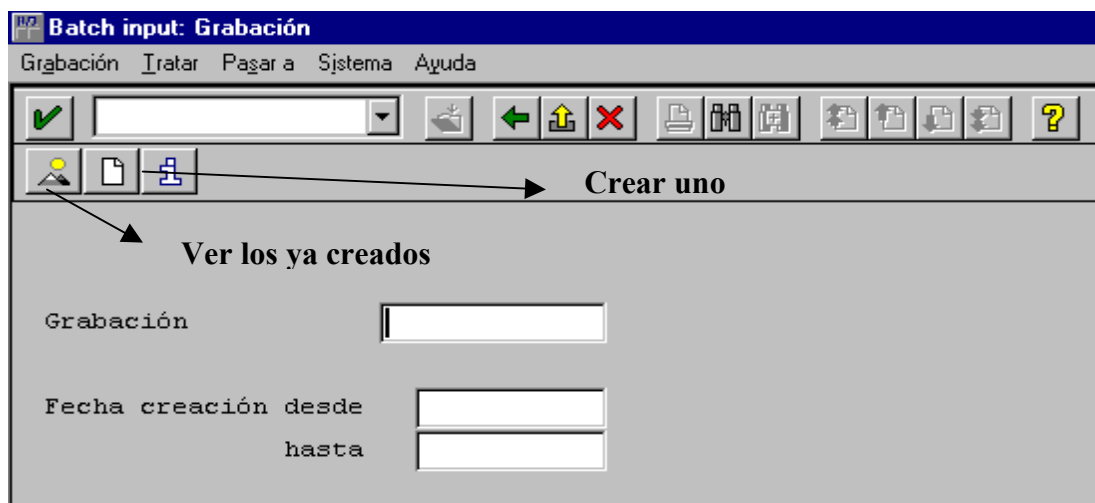 Batch input: Grabación
Grabación Tratar Pasar a Sistema Ayuda
Crear uno
Ver los ya creados
Grabación
Fecha creación desde
hasta